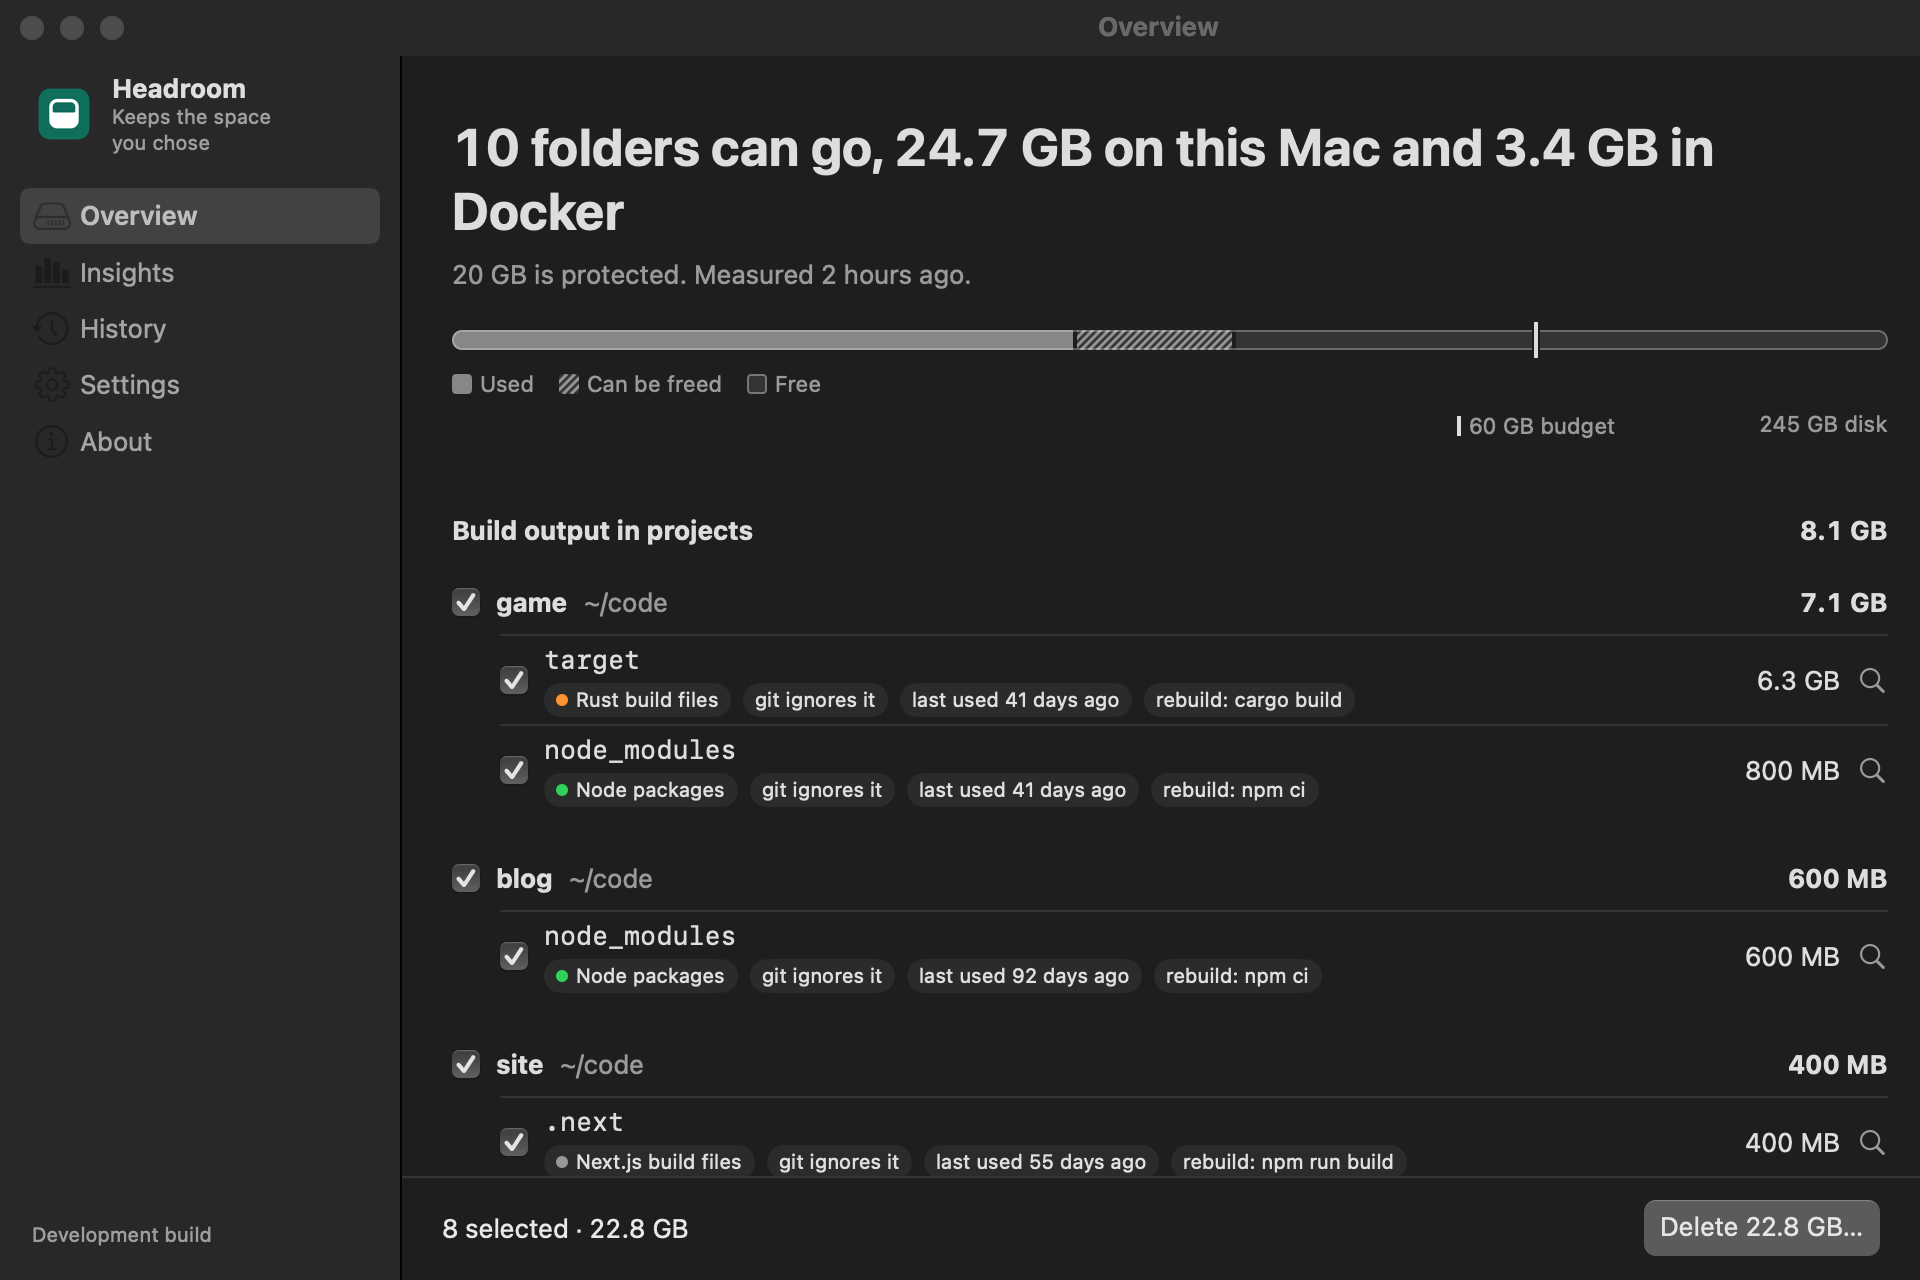 Overview
Headroom
Keeps the space
you chose
Overview
Insights
History
Settings
About
Development build
10 folders can go, 24.7 GB on this Mac and 3.4 GB in
Docker
20 GB is protected. Measured 2 hours ago.
Used Can be freed Free
60 GB budget 245 GB disk
Build output in projects 8.1 GB
game ~/code 7.1 GB
target
Rust build files git ignores it last used 41 days ago rebuild: cargo build 6.3 GB
node_modules
Node packages git ignores it last used 41 days ago rebuild: npm ci 800 MB
blog ~/code 600 MB
node_modules
Node packages git ignores it last used 92 days ago rebuild: npm ci 600 MB
site ~/code 400 MB
.next
Next.js build files git ignores it last used 55 days ago rebuild: npm run build 400 MB
8 selected · 22.8 GB Delete 22.8 GB...